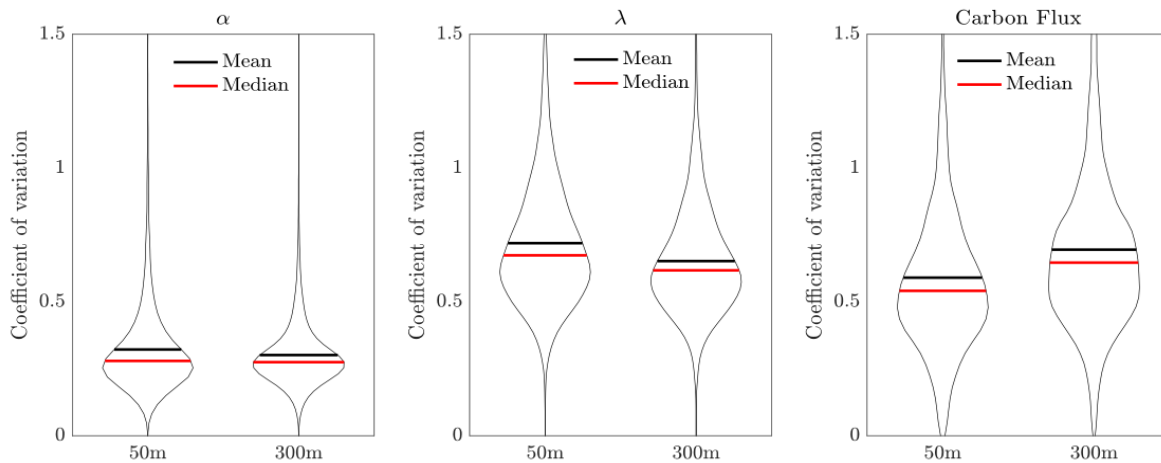 α
Coefficient of variation
1.5
1
0.5
0
Mean
Median
50m
300m
λ
Coefficient of variation
1.5
1
0.5
0
Mean
Median
50m
300m
Carbon Flux
Coefficient of variation
1.5
1
0.5
0
Mean
Median
50m
300m